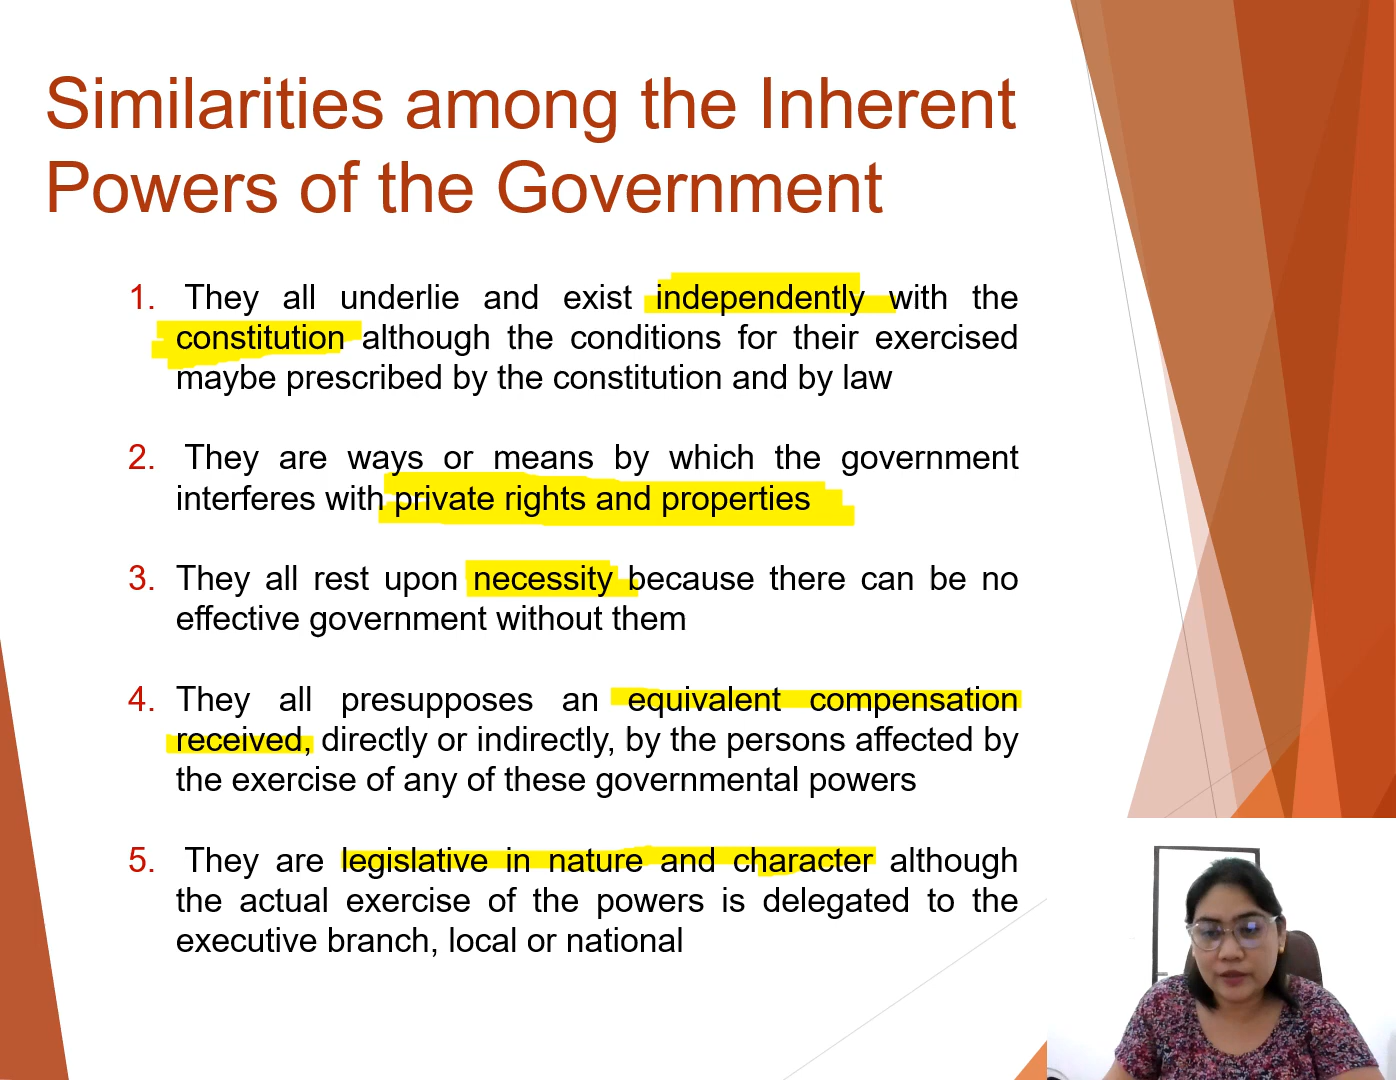 Similarities among the Inherent
Powers of the Government
1. They all underlie and exist independently with the
constitution although the conditions for their exercised
maybe prescribed by the constitution and by law
2. They are ways or means by which the government
interferes with private rights and properties
3. They all rest upon necessity because there can be no
effective government without them
4. They all presupposes an equivalent compensation
received, directly or indirectly, by the persons affected by
the exercise of any of these governmental powers
5. They are legislative in nature and character although
the actual exercise of the powers is delegated to the
executive branch, local or national